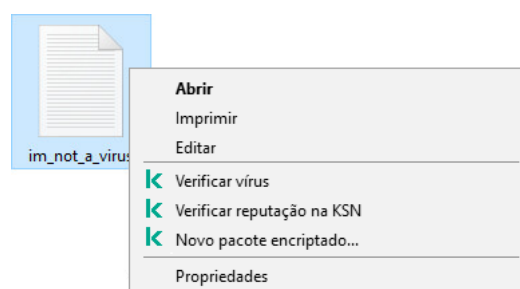 im_not_a_virus
Abrir
Imprimir
Editar
Verificar vírus
Verificar reputação na KSN
Novo pacote encriptado...
Propriedades